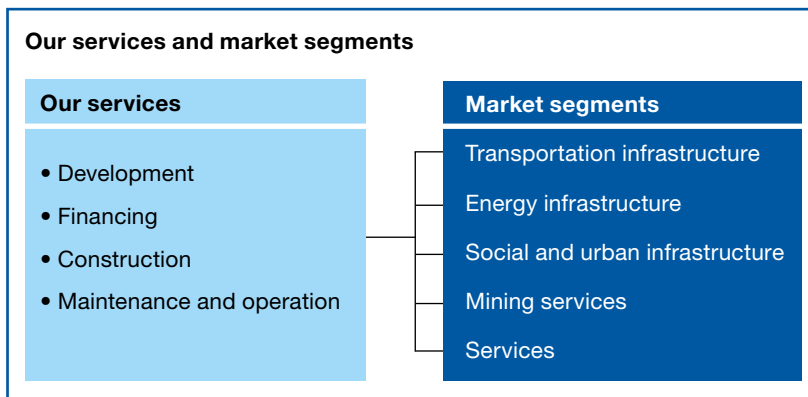 Our services and market segments
Our services
• Development
• Financing
• Construction
• Maintenance and operation
Market segments
Transportation infrastructure
Energy infrastructure
Social and urban infrastructure
Mining services
Services